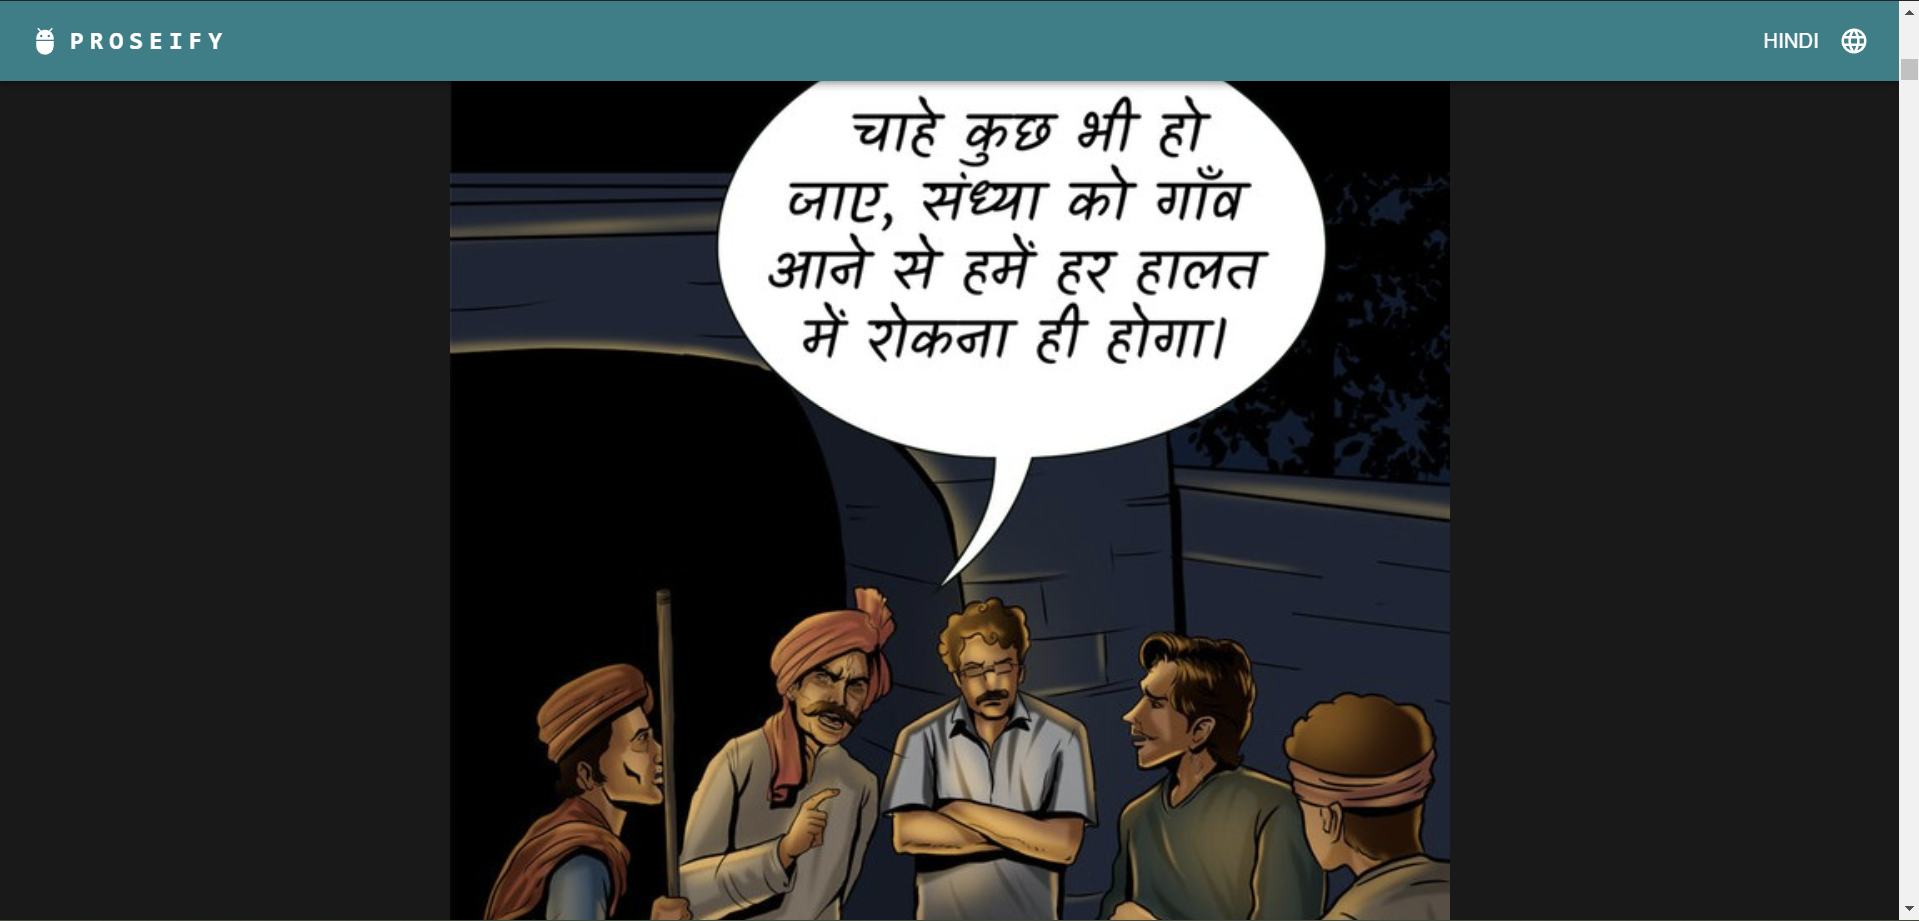 PROSEIFY
HINDI
चाहे कुछ भी हो
जाए, संध्या को गाँव
आने से हमें हर हालत
में रोकना ही होगा।